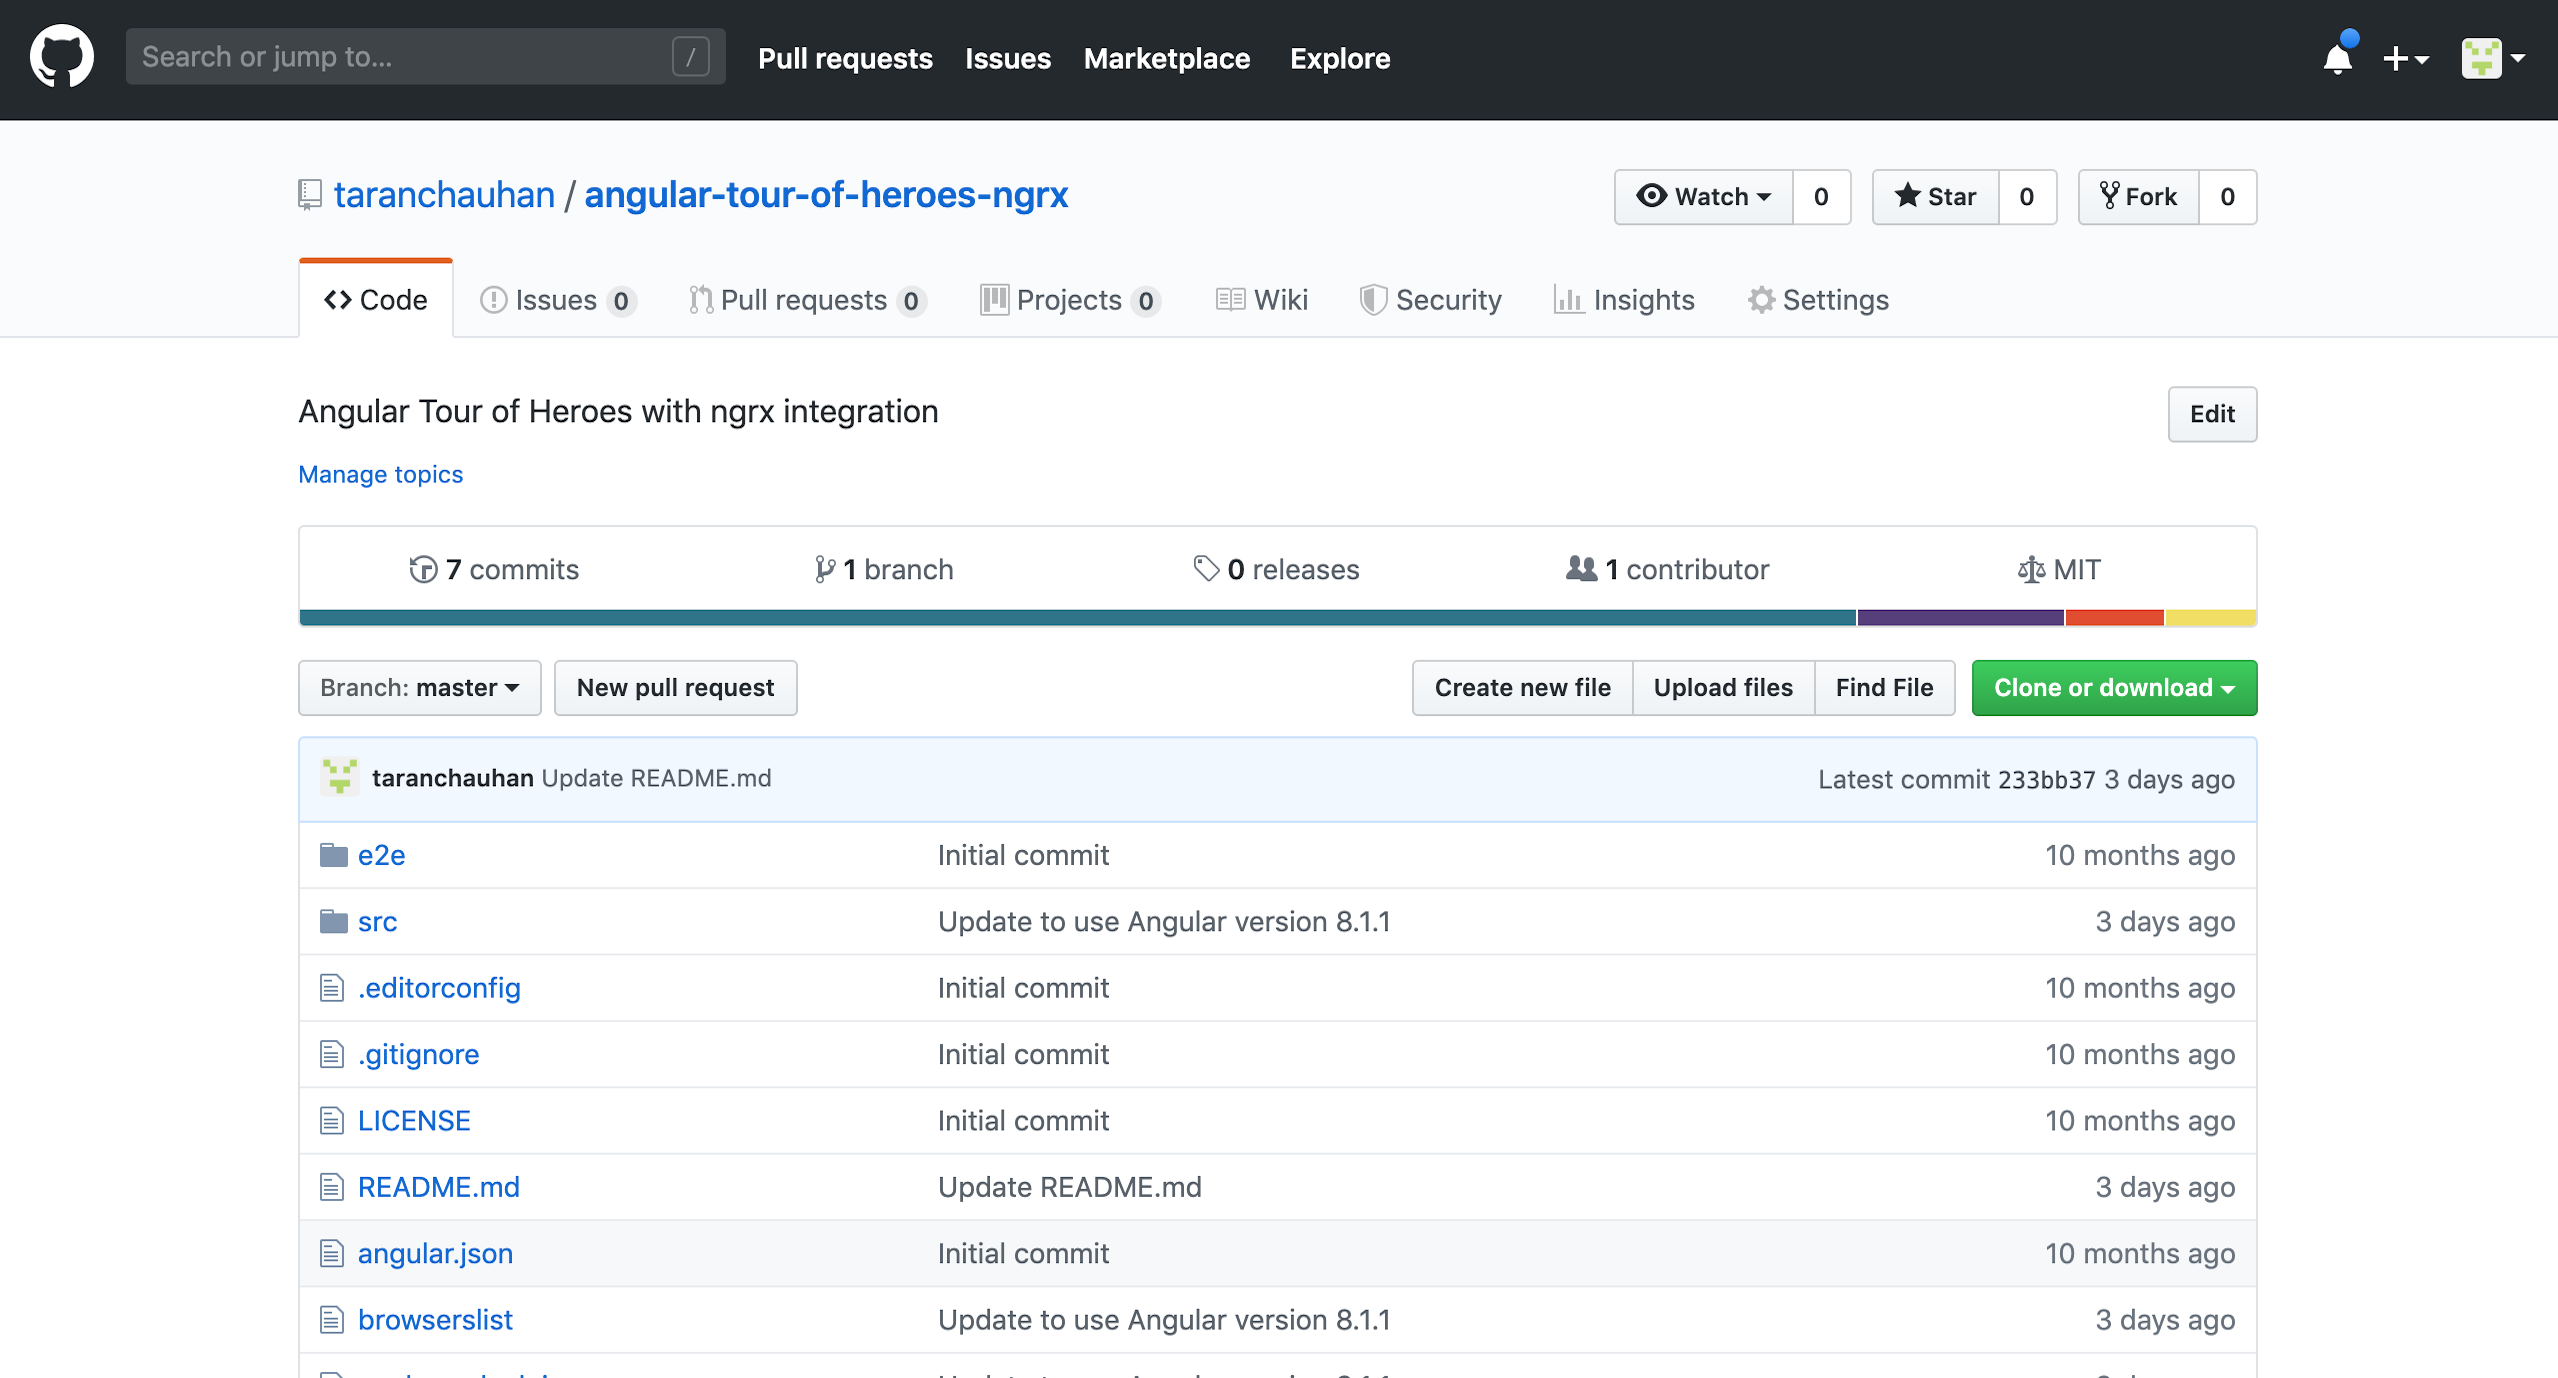 Search or jump to... /
Pull requests Issues Marketplace Explore
taranchauhan / angular-tour-of-heroes-ngrx
Watch 0 Star 0 Fork 0
Code Issues 0 Pull requests 0 Projects 0 Wiki Security Insights Settings
Angular Tour of Heroes with ngrx integration
Edit
Manage topics
7 commits 1 branch 0 releases 1 contributor MIT
Branch: master New pull request Create new file Upload files Find File Clone or download
taranchauhan Update README.md Latest commit 233bb37 3 days ago
e2e Initial commit 10 months ago
src Update to use Angular version 8.1.1 3 days ago
.editorconfig Initial commit 10 months ago
.gitignore Initial commit 10 months ago
LICENSE Initial commit 10 months ago
README.md Update README.md 3 days ago
angular.json Initial commit 10 months ago
browserslist Update to use Angular version 8.1.1 3 days ago